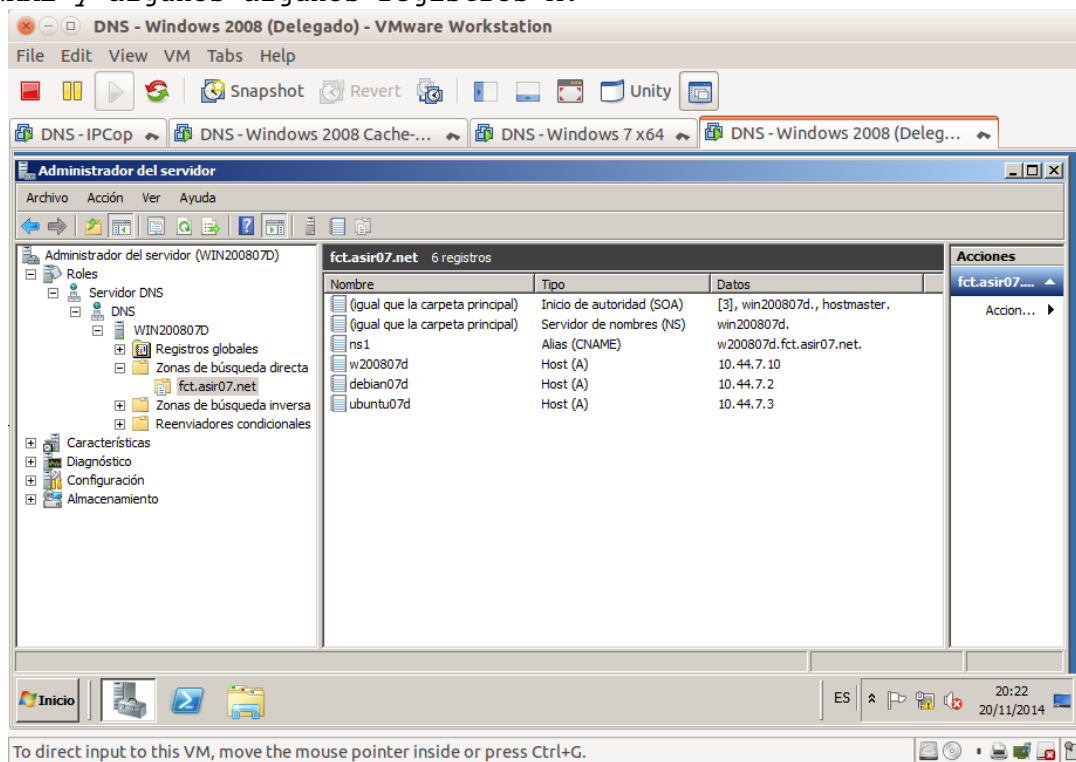 DNS - Windows 2008 (Delegado) - VMware Workstation
File Edit View VM Tabs Help
Snapshot Revert Unity
DNS - IPCop DNS - Windows 2008 Cache-... DNS - Windows 7 x64 DNS - Windows 2008 (Deleg...
Administrador del servidor
Archivo Acción Ver Ayuda
Administrador del servidor (WIN200807D)
Roles
Servidor DNS
DNS
WIN200807D
Registros globales
Zonas de búsqueda directa
fct.asir07.net
Zonas de búsqueda inversa
Reenviadores condicionales
Características
Diagnóstico
Configuración
Almacenamiento
fct.asir07.net 6 registros
Nombre Tipo Datos
(igual que la carpeta principal) Inicio de autoridad (SOA) [3], win200807d., hostmaster.
(igual que la carpeta principal) Servidor de nombres (NS) win200807d.
ns1 Alias (CNAME) w200807d.fct.asir07.net.
w200807d Host (A) 10.44.7.10
debian07d Host (A) 10.44.7.2
ubuntu07d Host (A) 10.44.7.3
Acciones
fct.asir07....
Accion...
Inicio
ES
20:22
20/11/2014
To direct input to this VM, move the mouse pointer inside or press Ctrl+G.